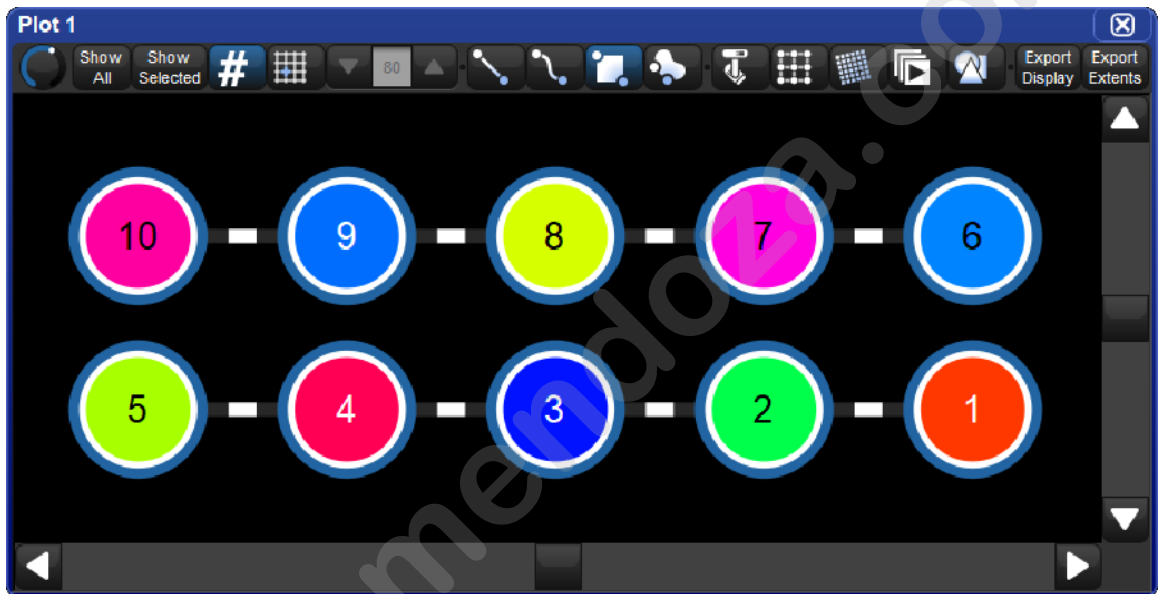 Plot 1
Show All
Show Selected
#
80
Export Display
Export Extents
10 9 8 7 6
5 4 3 2 1
mendoza.co